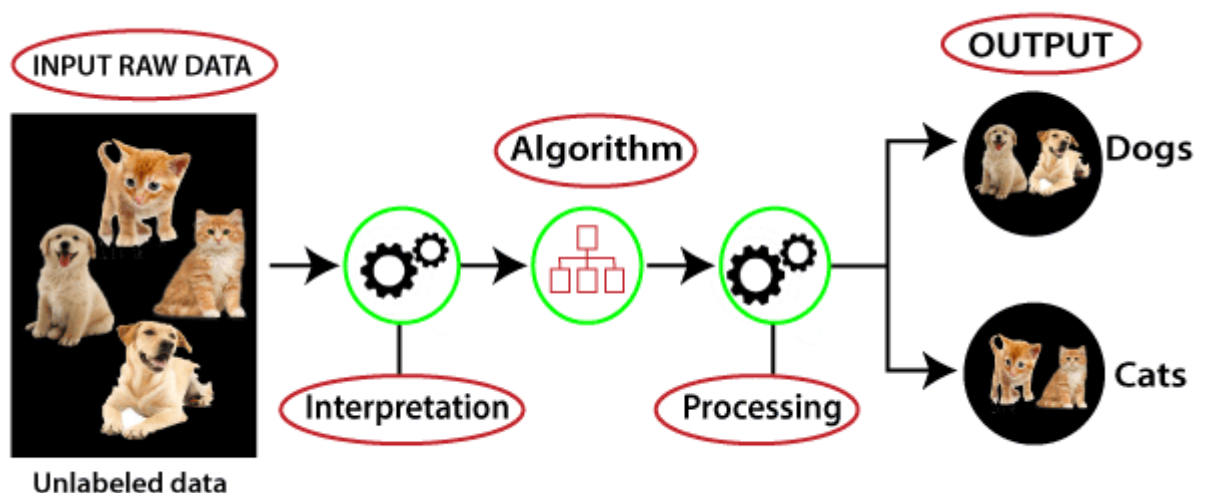 INPUT RAW DATA
Unlabeled data
Interpretation
Algorithm
Processing
OUTPUT
Dogs
Cats